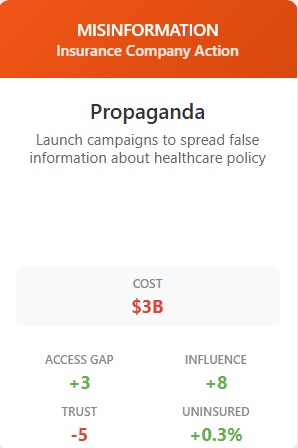 MISINFORMATION
Insurance Company Action
Propaganda
Launch campaigns to spread false
information about healthcare policy
COST
$3B
ACCESS GAP INFLUENCE
+3 +8
TRUST UNINSURED
-5 +0.3%